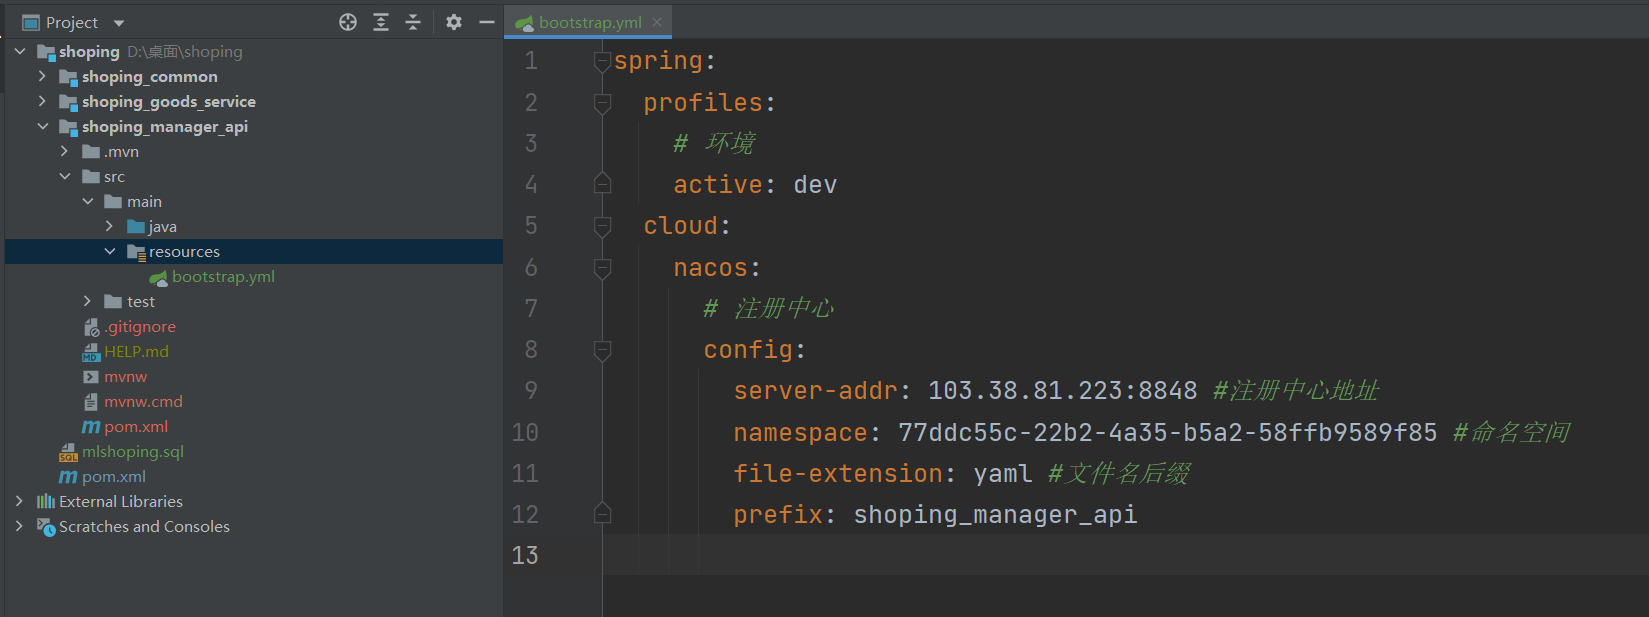 Project
shoping D:\桌面\shoping
shoping_common
shoping_goods_service
shoping_manager_api
.mvn
src
main
java
resources
bootstrap.yml
test
.gitignore
HELP.md
mvnw
mvnw.cmd
pom.xml
mlshoping.sql
pom.xml
External Libraries
Scratches and Consoles
bootstrap.yml
1 spring:
2 profiles:
3 # 环境
4 active: dev
5 cloud:
6 nacos:
7 # 注册中心
8 config:
9 server-addr: 103.38.81.223:8848 #注册中心地址
10 namespace: 77ddc55c-22b2-4a35-b5a2-58ffb9589f85 #命名空间
11 file-extension: yaml #文件名后缀
12 prefix: shoping_manager_api
13